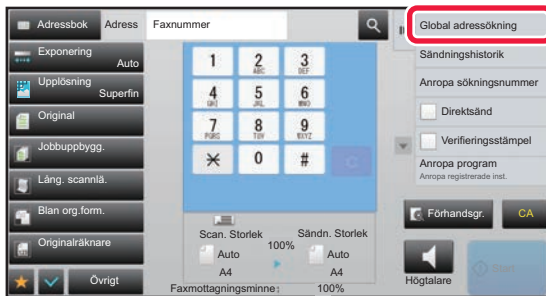 Adressbok
Adress
Faxnummer
Exponering
Auto
Upplösning
Superfin
Original
Jobbuppbygg.
Lång. scannlä.
Blan org.form.
Originalräknare
Övrigt
1
2
ABC
3
DEF
4
GHI
5
JKL
6
MNO
7
PQRS
8
TUV
9
WXYZ
0
#
C
Scan. Storlek
100%
Sändn. Storlek
Auto
A4
Auto
A4
Faxmottagningsminne:
100%
Global adressökning
Sändningshistorik
Anropa sökningsnummer
Direktsänd
Verifieringsstämpel
Anropa program
Anropa registrerade inst.
Förhandsgr.
CA
Högtalare
Start